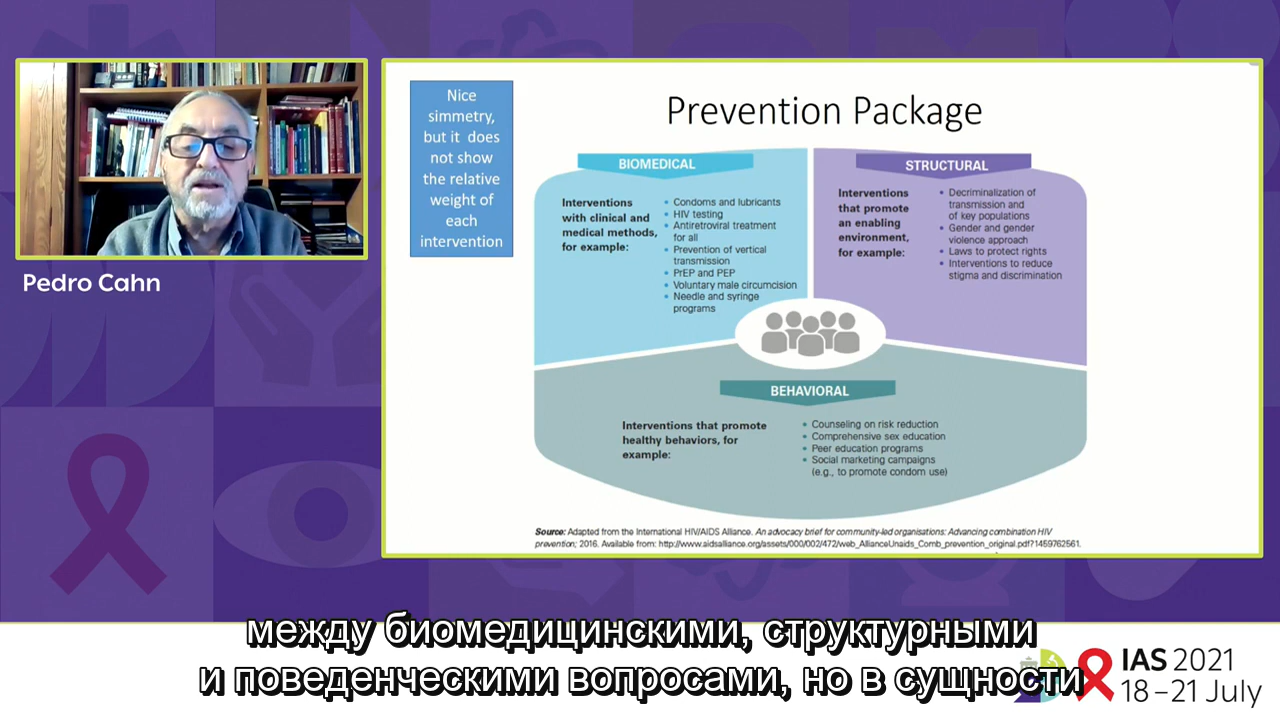 Nice
simmetry,
but it does
not show
the relative
weight of
each
intervention
Pedro Cahn
Prevention Package
BIOMEDICAL
Interventions
with clinical and
medical methods,
for example:
• Condoms and lubricants
• HIV testing
• Antiretroviral treatment
for all
• Prevention of vertical
transmission
• PrEP and PEP
• Voluntary male circumcision
• Needle and syringe
programs
STRUCTURAL
Interventions
that promote
an enabling
environment,
for example:
• Decriminalization of
transmission and
of key populations
• Gender and gender
violence approach
• Laws to protect rights
• Interventions to reduce
stigma and discrimination
BEHAVIORAL
Interventions that promote
healthy behaviors, for
example:
• Counseling on risk reduction
• Comprehensive sex education
• Peer education programs
• Social marketing campaigns
(e.g., to promote condom use)
Source: Adapted from the International HIV/AIDS Alliance. An advocacy brief for community-led organisations: Advancing combination HIV
prevention; 2016. Available from: http://www.aidsalliance.org/assets/000/002/472/web_AllianceUnaids_Comb_prevention_original.pdf?1459762561.
между биомедицинскими, структурными
и поведенческими вопросами, но в сущности
IAS 2021
18–21 July